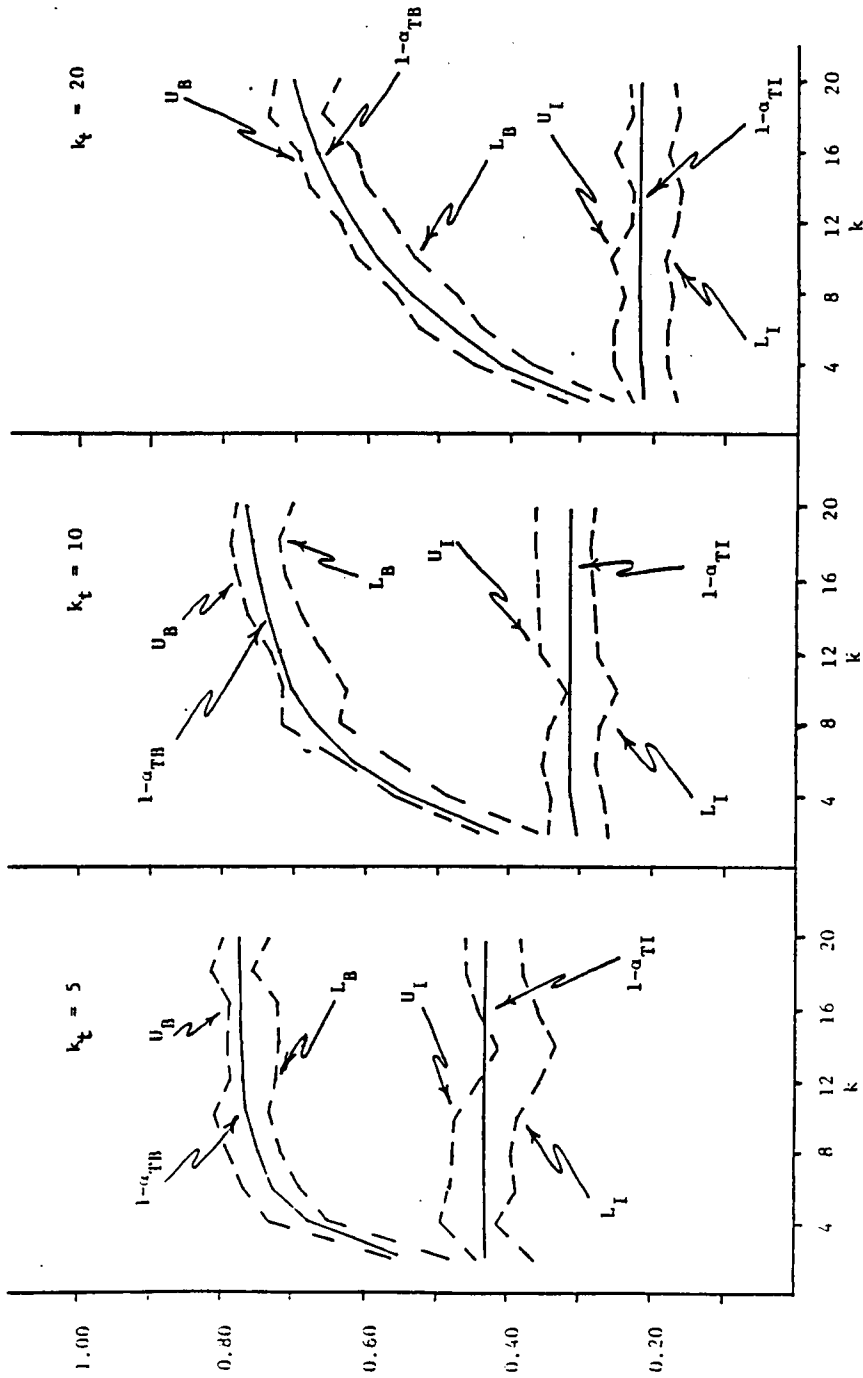 k_t = 5
k_t = 10
k_t = 20
1.00
0.80
0.60
0.40
0.20
U_B
1-α_TB
L_B
U_I
1-α_TI
L_I
4 8 12 16 20
k
U_B
1-α_TB
L_B
U_I
1-α_TI
L_I
4 8 12 16 20
k
U_B
1-α_TB
L_B
U_I
1-α_TI
L_I
4 8 12 16 20
k